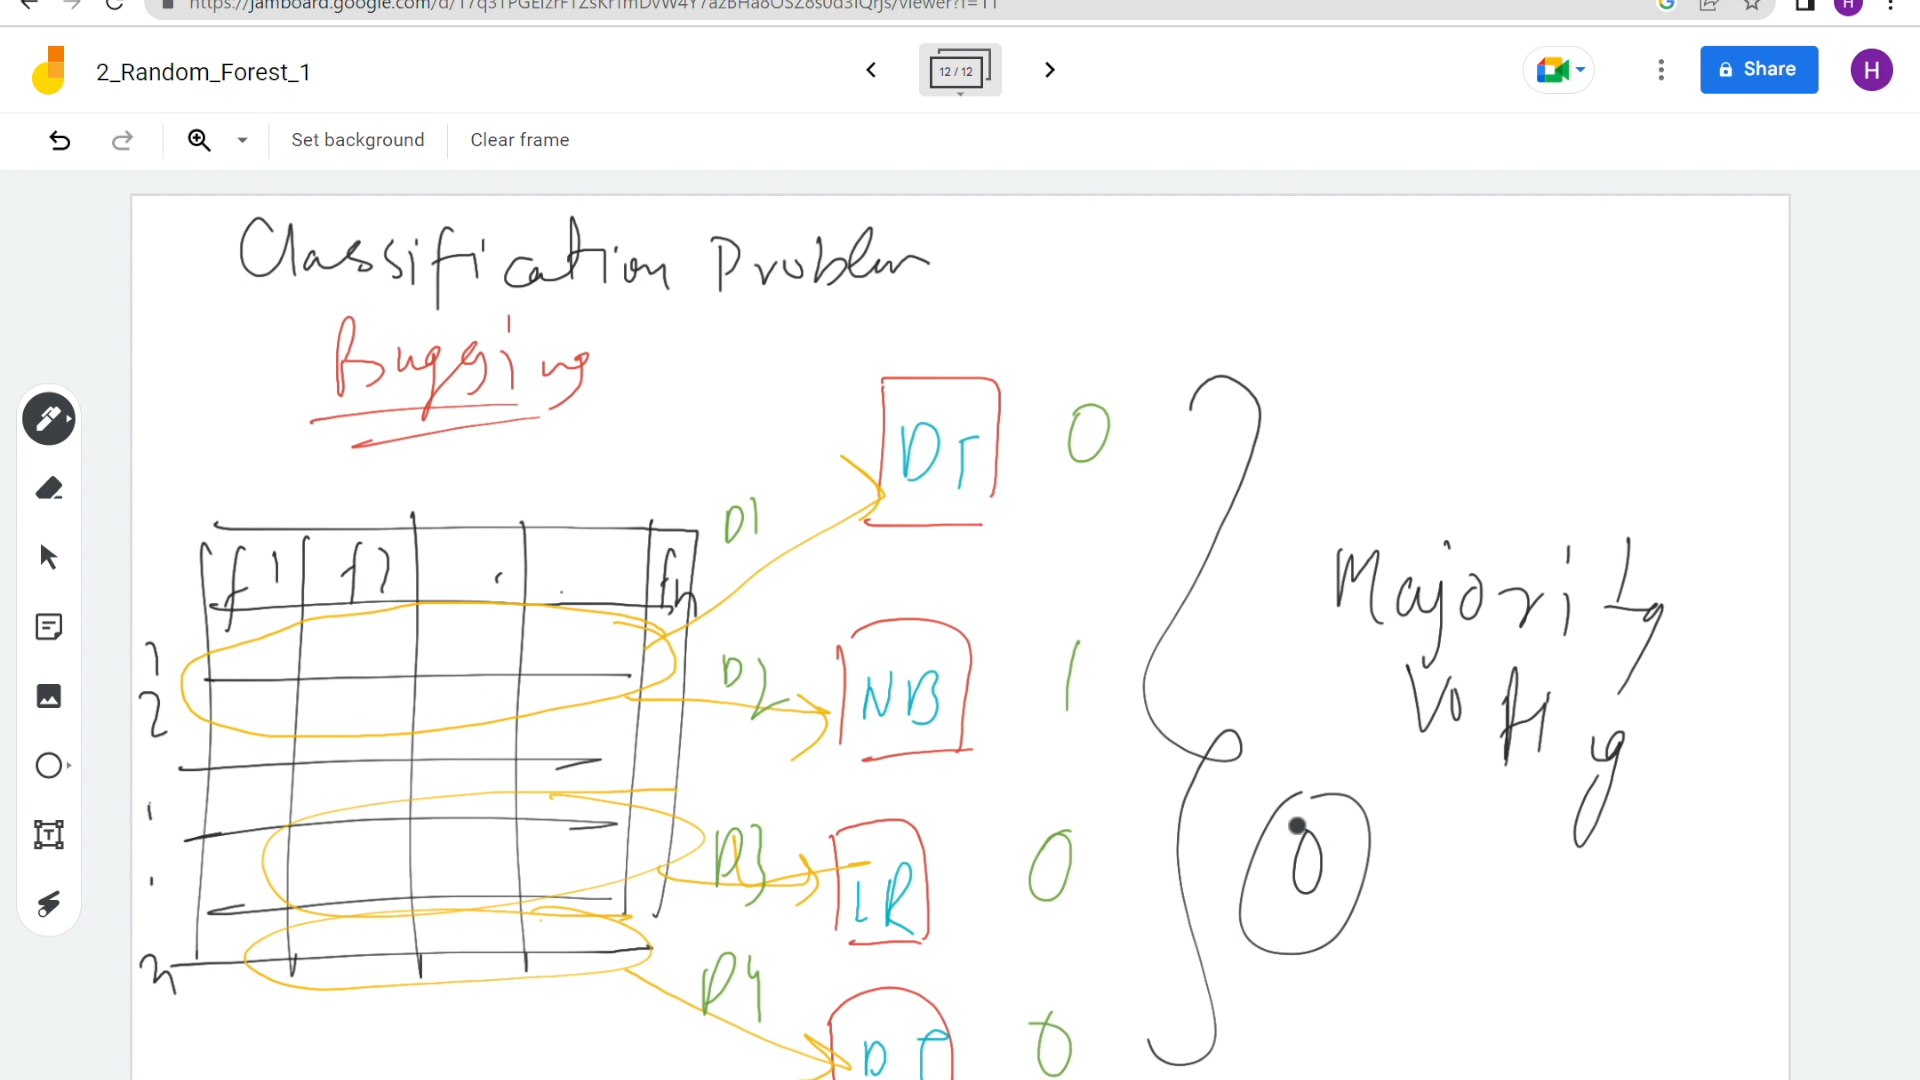 2_Random_Forest_1
12 / 12
Share
H
Set background
Clear frame
Classification Problem
Bugging
D1
DT
0
f1 f2 . . fn
Majority
Voting
1
D2
NB
1
2
D3
LR
0
0
n
D4
DT
0